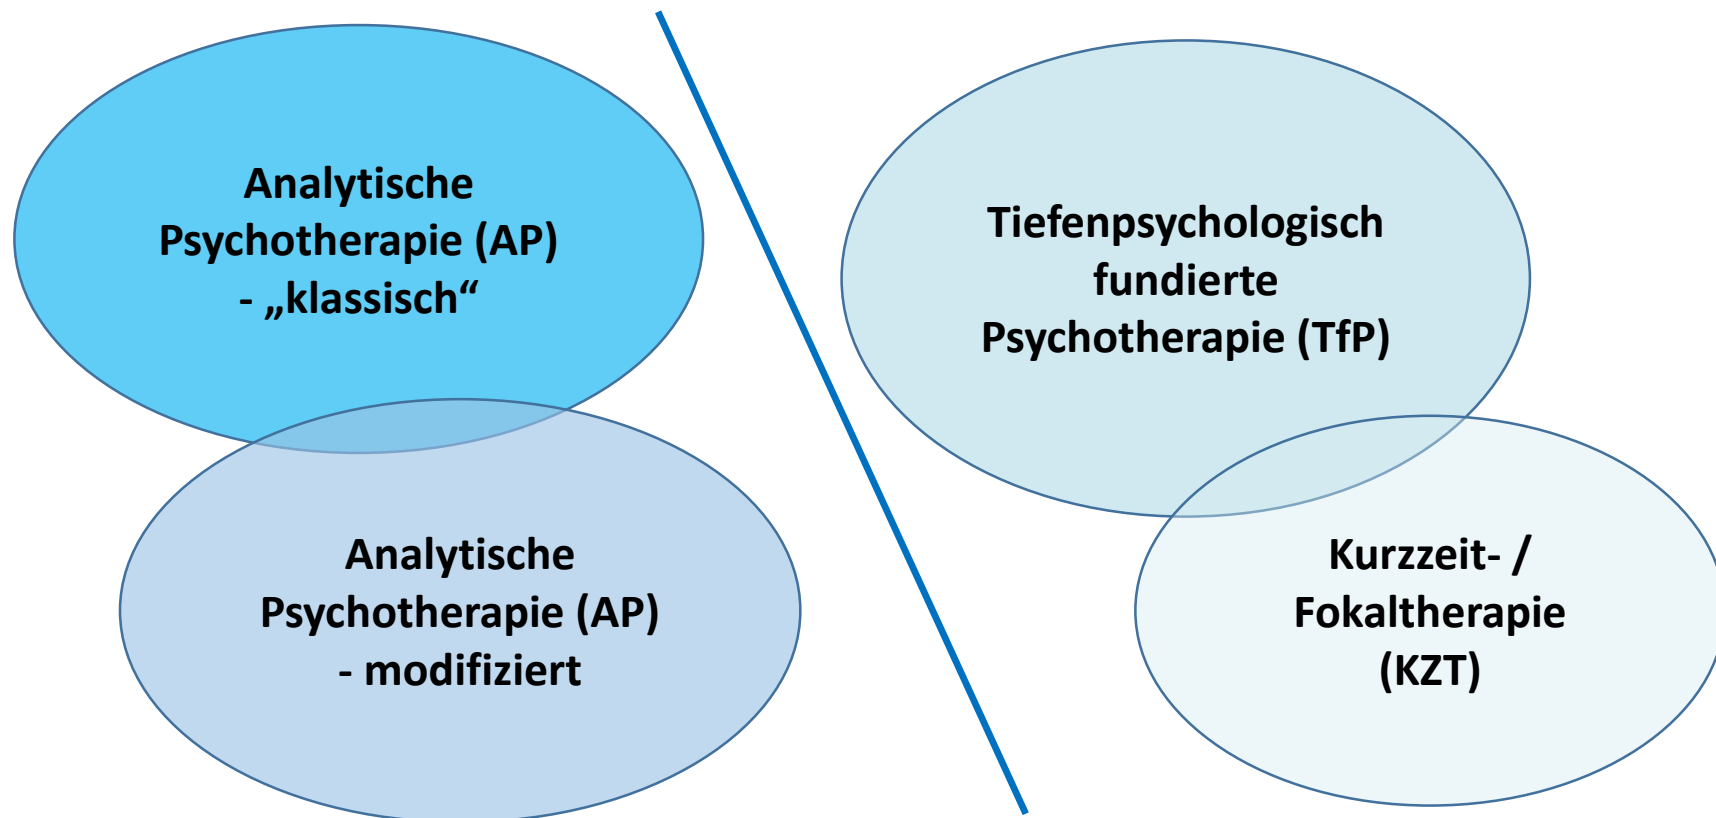 Analytische
Psychotherapie (AP)
- „klassisch“
Tiefenpsychologisch
fundierte
Psychotherapie (TfP)
Analytische
Psychotherapie (AP)
- modifiziert
Kurzzeit- /
Fokaltherapie
(KZT)